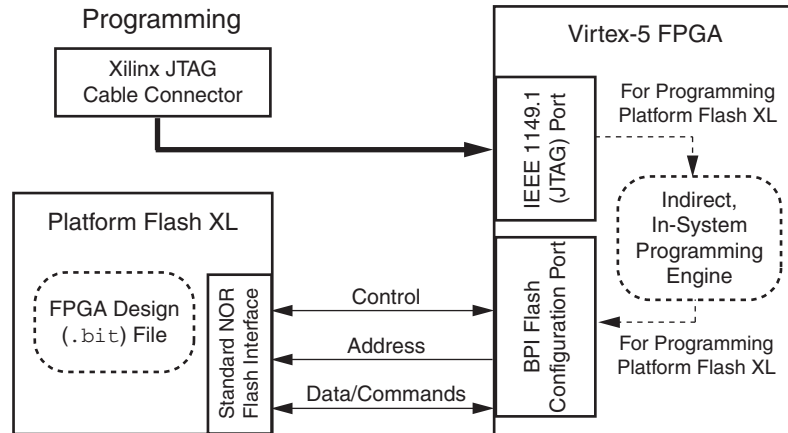 Programming
Xilinx JTAG
Cable Connector
Virtex-5 FPGA
IEEE 1149.1
(JTAG) Port
For Programming
Platform Flash XL
Indirect,
In-System
Programming
Engine
For Programming
Platform Flash XL
BPI Flash
Configuration Port
Platform Flash XL
FPGA Design
(.bit) File
Standard NOR
Flash Interface
Control
Address
Data/Commands